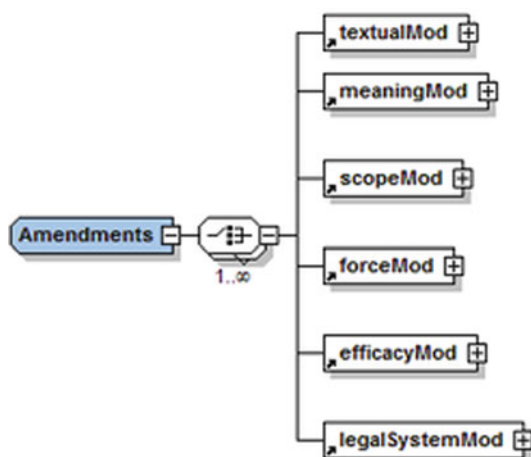 textualMod
meaningMod
scopeMod
Amendments
1..∞
forceMod
efficacyMod
legalSystemMod